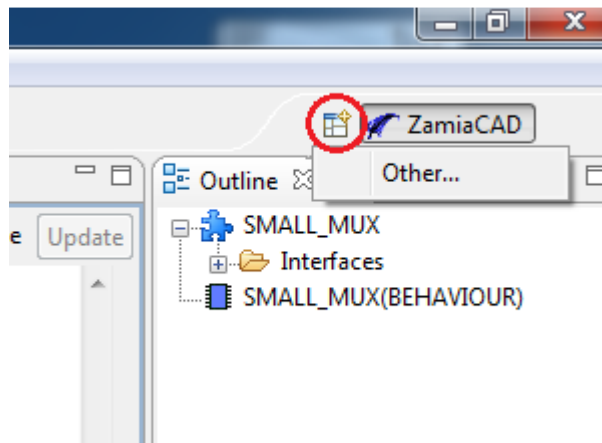 ZamiaCAD
Other...
Outline
e Update
SMALL_MUX
Interfaces
SMALL_MUX(BEHAVIOUR)